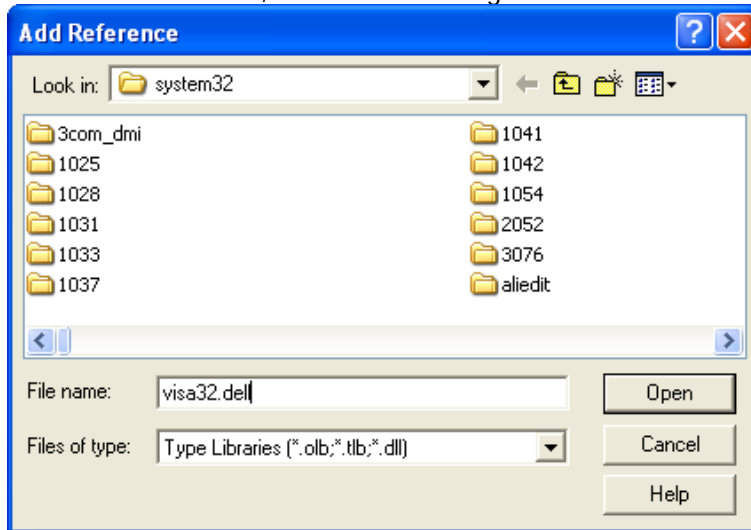 Add Reference
Look in: system32
3com_dmi 1041
1025 1042
1028 1054
1031 2052
1033 3076
1037 aliedit
File name: visa32.dell Open
Files of type: Type Libraries (*.olb;*.tlb;*.dll) Cancel
Help